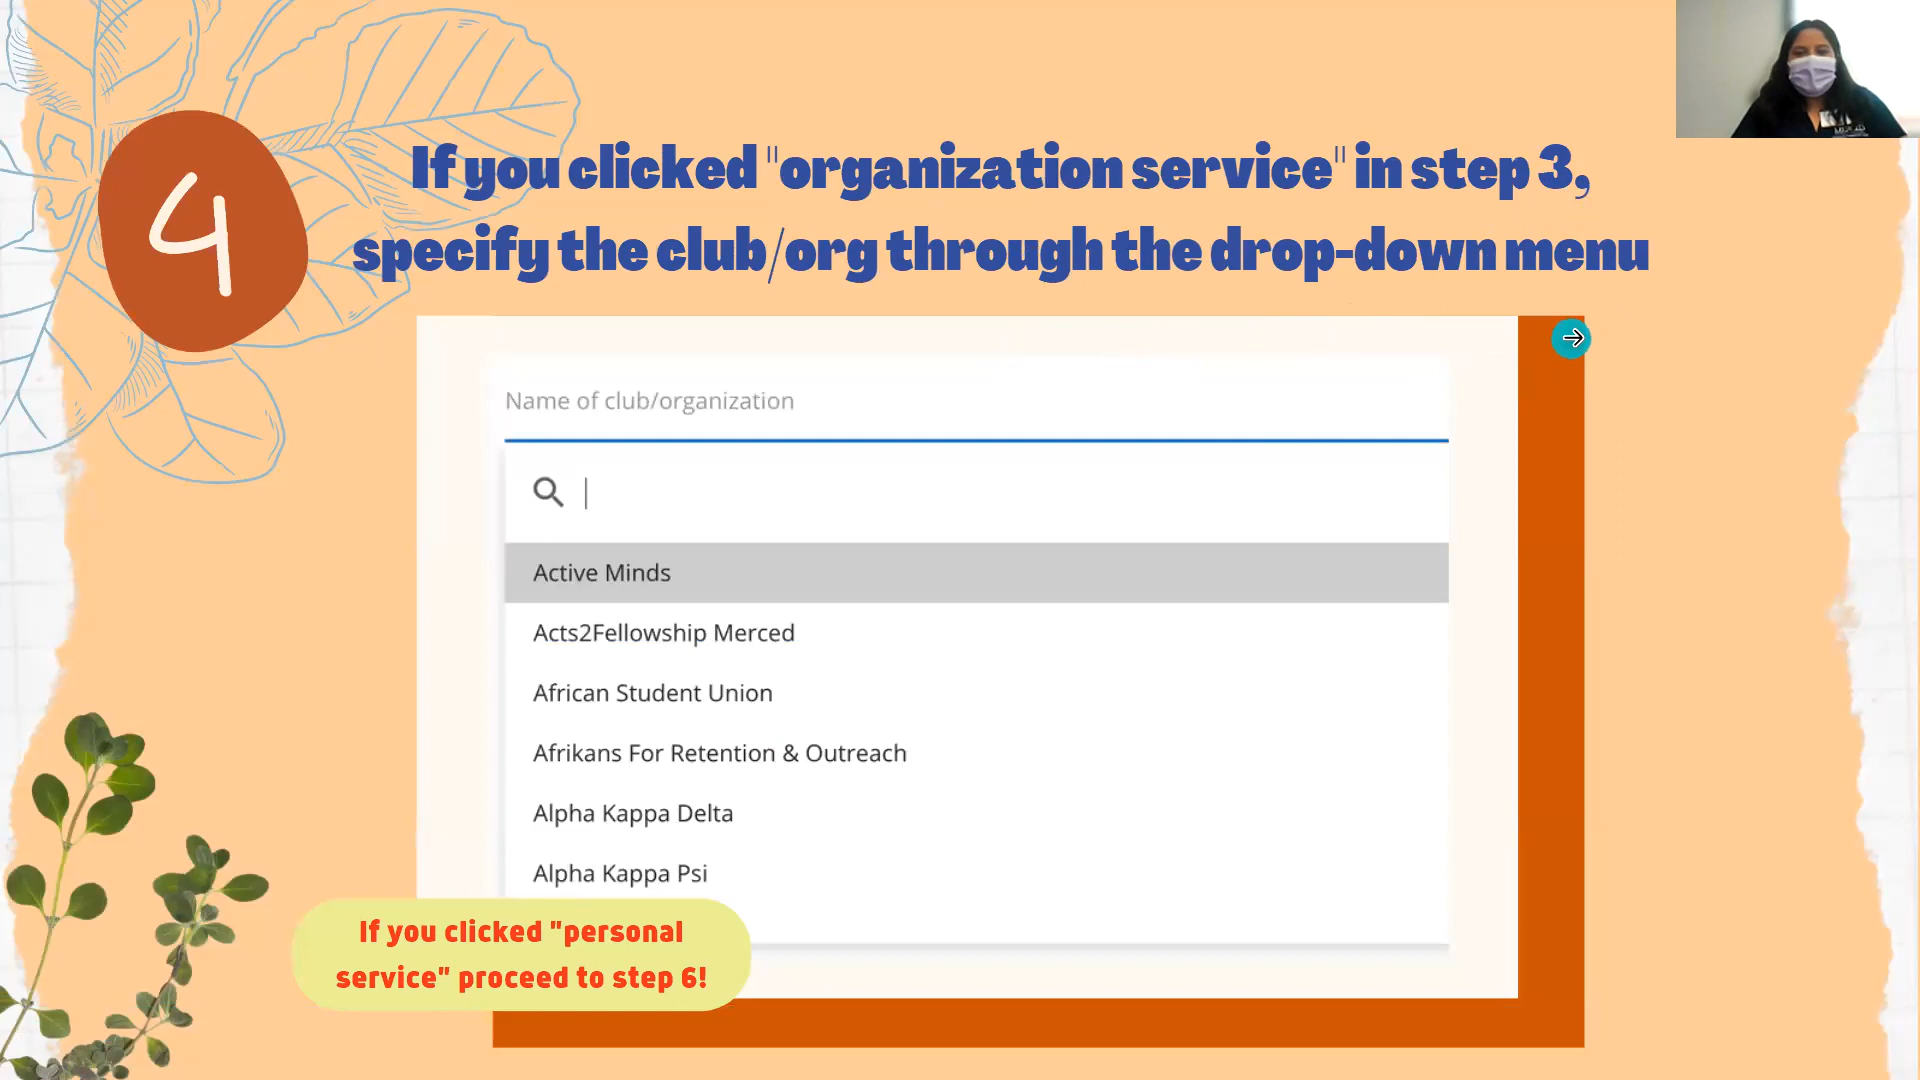 4
If you clicked "organization service" in step 3,
specify the club/org through the drop-down menu
Name of club/organization
Active Minds
Acts2Fellowship Merced
African Student Union
Afrikans For Retention & Outreach
Alpha Kappa Delta
Alpha Kappa Psi
If you clicked "personal
service" proceed to step 6!